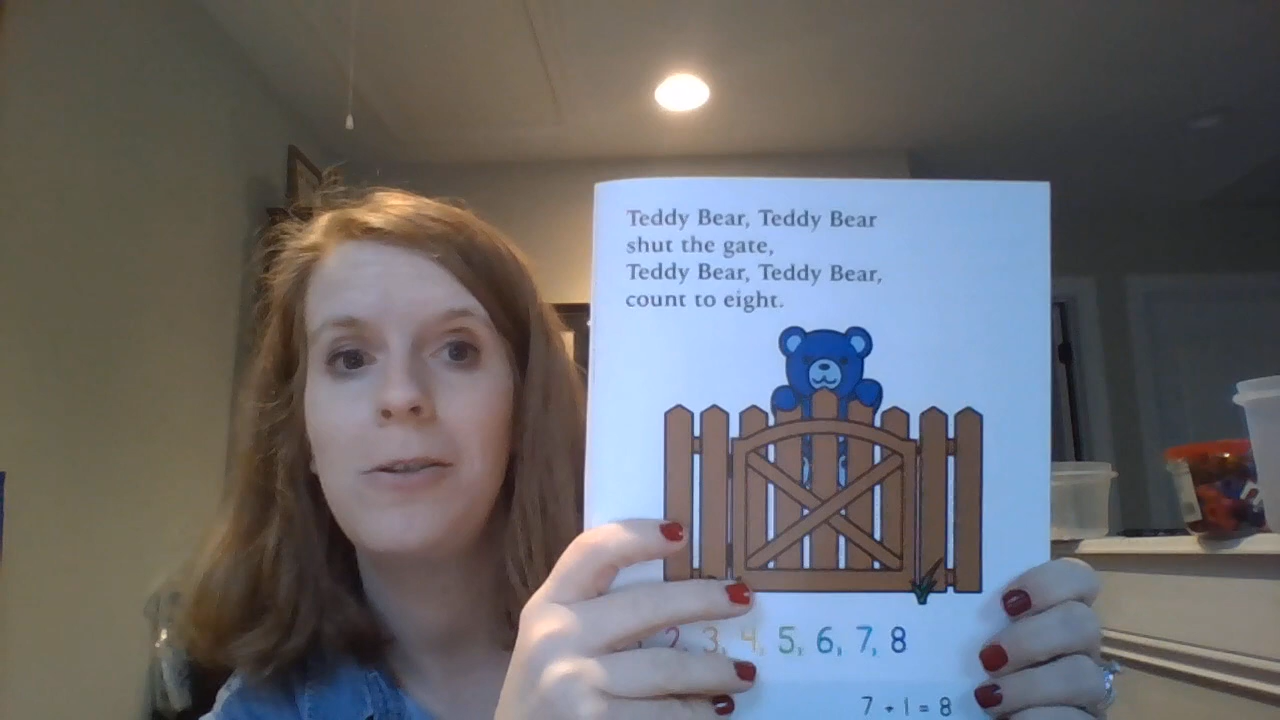 Teddy Bear, Teddy Bear
shut the gate,
Teddy Bear, Teddy Bear,
count to eight.
2, 3, 4, 5, 6, 7, 8
7 + 1 = 8